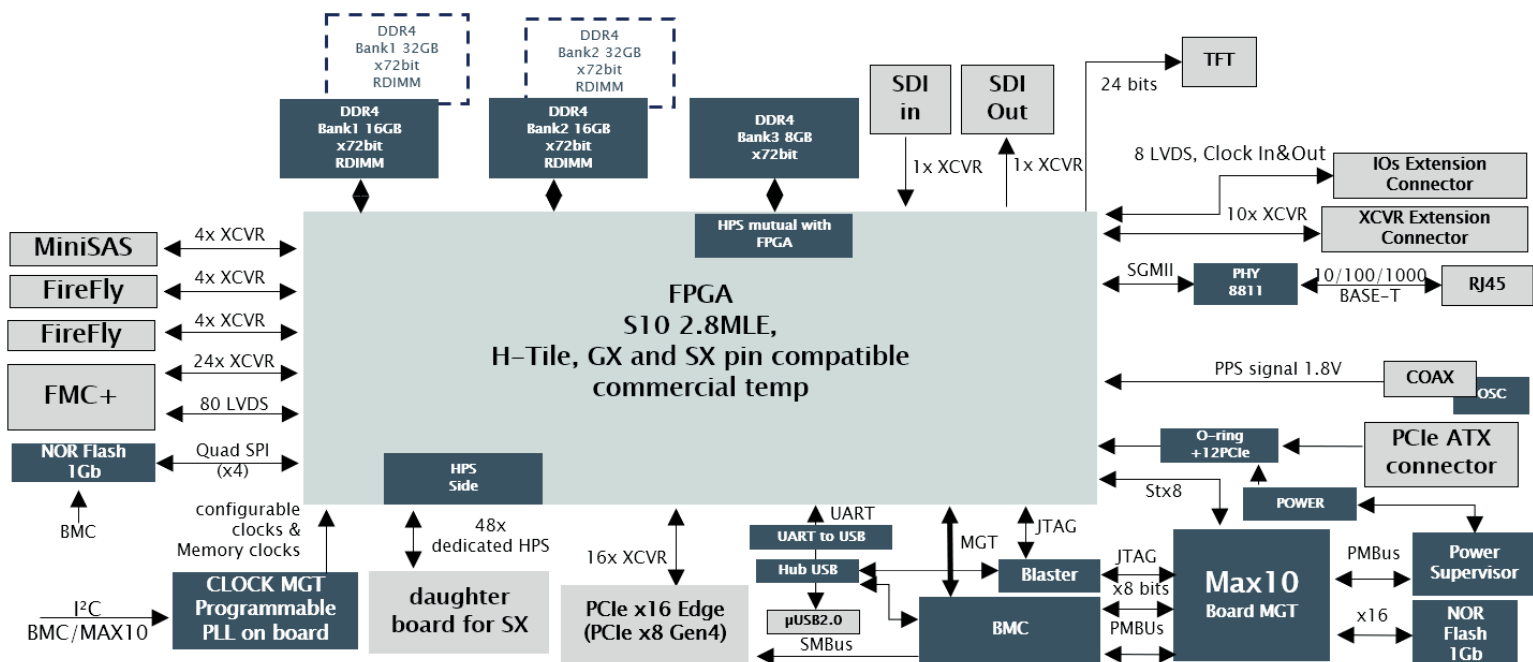 DDR4
Bank1 32GB
x72bit
RDIMM
DDR4
Bank2 32GB
x72bit
RDIMM
DDR4
Bank1 16GB
x72bit
RDIMM
DDR4
Bank2 16GB
x72bit
RDIMM
DDR4
Bank3 8GB
x72bit
SDI
in
SDI
Out
TFT
24 bits
1x XCVR
1x XCVR
8 LVDS, Clock In&Out
IOs Extension
Connector
10x XCVR
XCVR Extension
Connector
HPS mutual with
FPGA
MiniSAS
4x XCVR
FireFly
4x XCVR
FireFly
4x XCVR
FMC+
24x XCVR
80 LVDS
FPGA
S10 2.8MLE,
H-Tile, GX and SX pin compatible
commercial temp
SGMII
PHY
8811
10/100/1000
BASE-T
RJ45
PPS signal 1.8V
COAX
OSC
NOR Flash
1Gb
Quad SPI
(x4)
BMC
HPS
Side
O-ring
+12PCIe
PCIe ATX
connector
Stx8
POWER
configurable
clocks &
Memory clocks
48x
dedicated HPS
16x XCVR
UART
UART to USB
Hub USB
µUSB2.0
MGT
JTAG
Blaster
JTAG
x8 bits
PMBUs
Max10
Board MGT
PMBus
Power
Supervisor
x16
NOR
Flash
1Gb
I²C
BMC/MAX10
CLOCK MGT
Programmable
PLL on board
daughter
board for SX
PCIe x16 Edge
(PCIe x8 Gen4)
SMBus
BMC